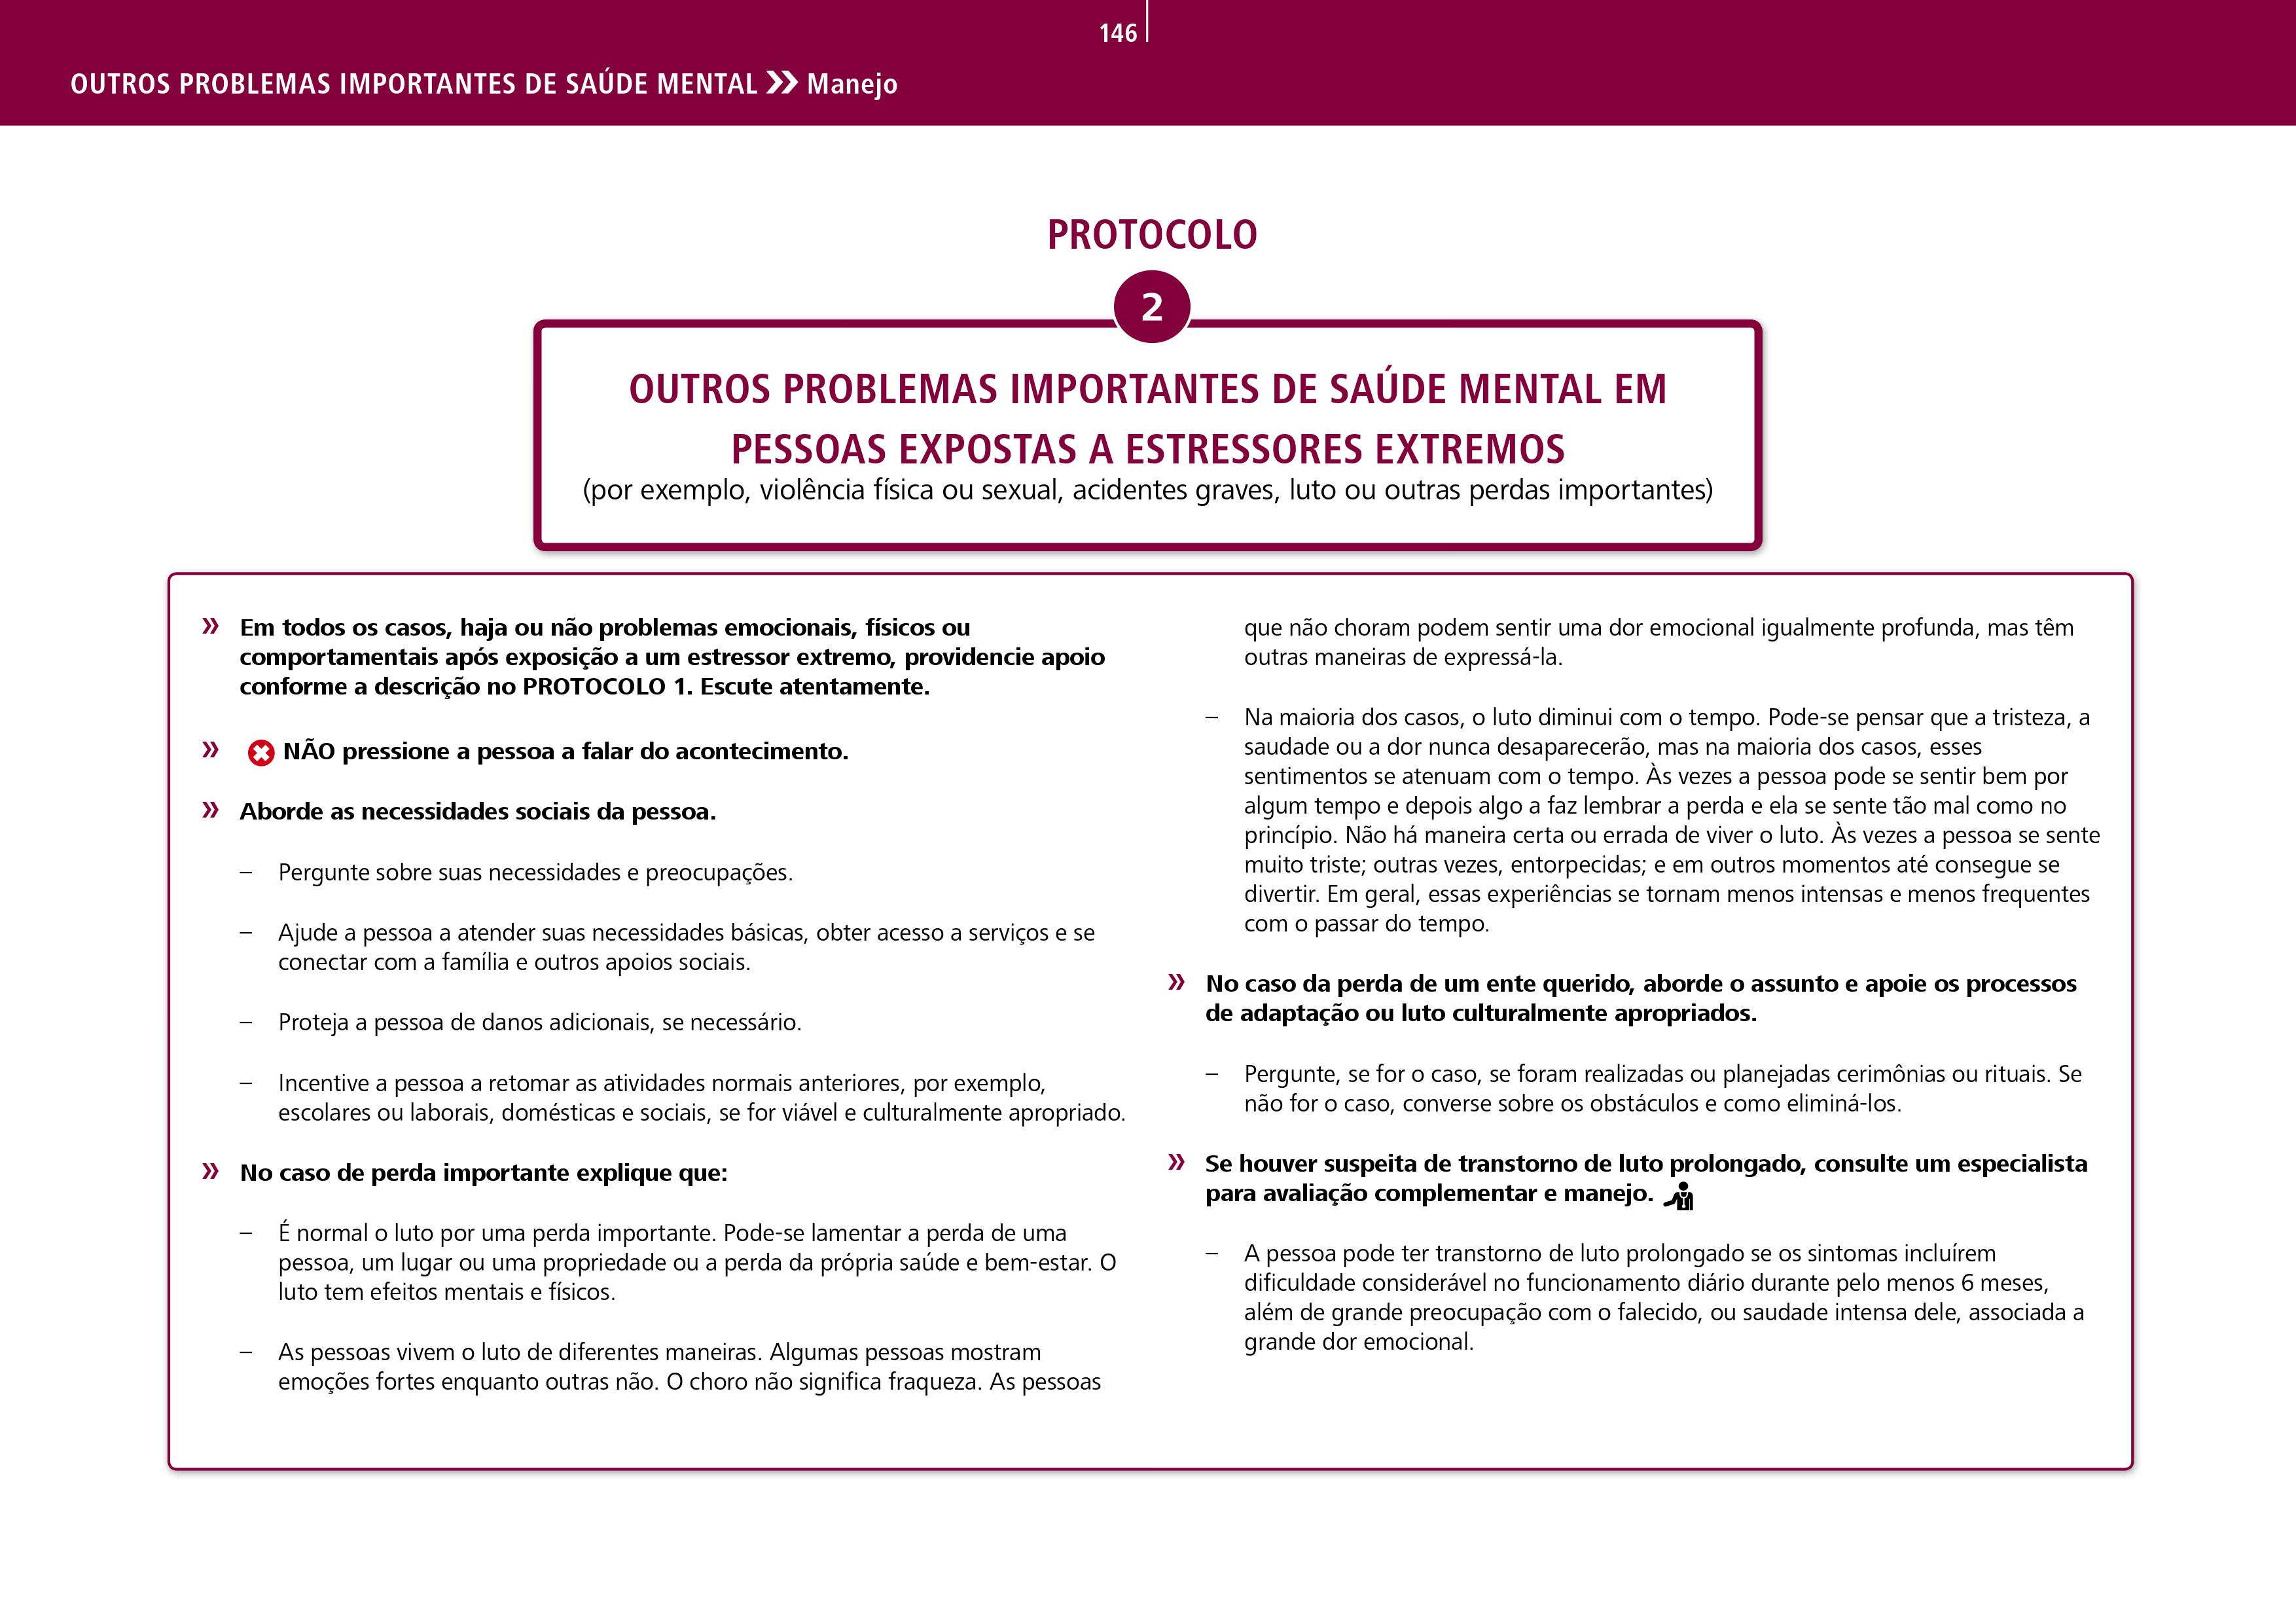 146
OUTROS PROBLEMAS IMPORTANTES DE SAÚDE MENTAL » Manejo
PROTOCOLO
2
OUTROS PROBLEMAS IMPORTANTES DE SAÚDE MENTAL EM
PESSOAS EXPOSTAS A ESTRESSORES EXTREMOS
(por exemplo, violência física ou sexual, acidentes graves, luto ou outras perdas importantes)
» Em todos os casos, haja ou não problemas emocionais, físicos ou
comportamentais após exposição a um estressor extremo, providencie apoio
conforme a descrição no PROTOCOLO 1. Escute atentamente.
» NÃO pressione a pessoa a falar do acontecimento.
» Aborde as necessidades sociais da pessoa.
– Pergunte sobre suas necessidades e preocupações.
– Ajude a pessoa a atender suas necessidades básicas, obter acesso a serviços e se
conectar com a família e outros apoios sociais.
– Proteja a pessoa de danos adicionais, se necessário.
– Incentive a pessoa a retomar as atividades normais anteriores, por exemplo,
escolares ou laborais, domésticas e sociais, se for viável e culturalmente apropriado.
» No caso de perda importante explique que:
– É normal o luto por uma perda importante. Pode-se lamentar a perda de uma
pessoa, um lugar ou uma propriedade ou a perda da própria saúde e bem-estar. O
luto tem efeitos mentais e físicos.
– As pessoas vivem o luto de diferentes maneiras. Algumas pessoas mostram
emoções fortes enquanto outras não. O choro não significa fraqueza. As pessoas
que não choram podem sentir uma dor emocional igualmente profunda, mas têm
outras maneiras de expressá-la.
– Na maioria dos casos, o luto diminui com o tempo. Pode-se pensar que a tristeza, a
saudade ou a dor nunca desaparecerão, mas na maioria dos casos, esses
sentimentos se atenuam com o tempo. Às vezes a pessoa pode se sentir bem por
algum tempo e depois algo a faz lembrar a perda e ela se sente tão mal como no
princípio. Não há maneira certa ou errada de viver o luto. Às vezes a pessoa se sente
muito triste; outras vezes, entorpecidas; e em outros momentos até consegue se
divertir. Em geral, essas experiências se tornam menos intensas e menos frequentes
com o passar do tempo.
» No caso da perda de um ente querido, aborde o assunto e apoie os processos
de adaptação ou luto culturalmente apropriados.
– Pergunte, se for o caso, se foram realizadas ou planejadas cerimônias ou rituais. Se
não for o caso, converse sobre os obstáculos e como eliminá-los.
» Se houver suspeita de transtorno de luto prolongado, consulte um especialista
para avaliação complementar e manejo.
– A pessoa pode ter transtorno de luto prolongado se os sintomas incluírem
dificuldade considerável no funcionamento diário durante pelo menos 6 meses,
além de grande preocupação com o falecido, ou saudade intensa dele, associada a
grande dor emocional.